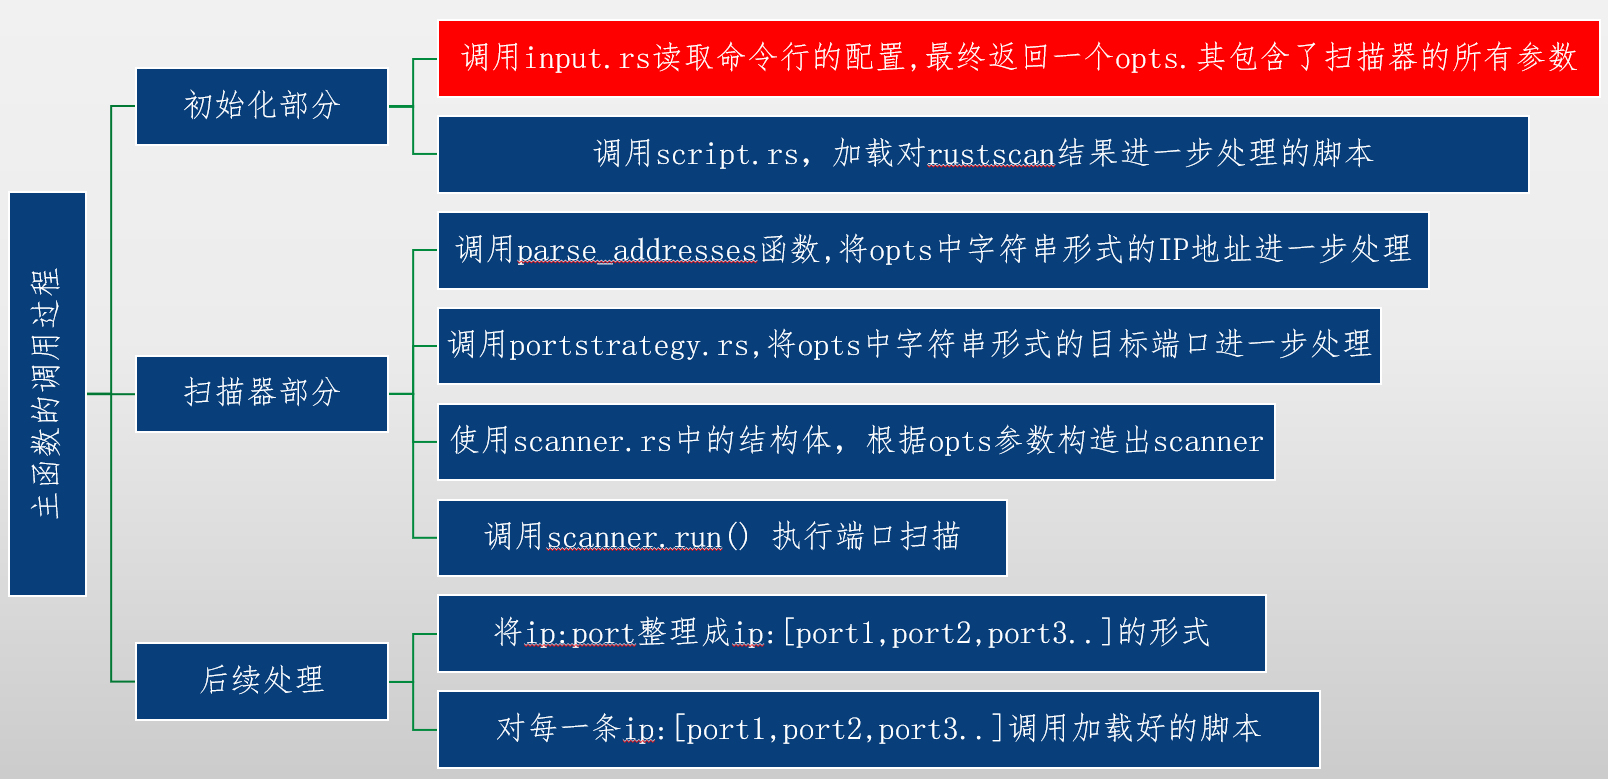 主函数的调用过程
初始化部分
调用input.rs读取命令行的配置,最终返回一个opts.其包含了扫描器的所有参数
调用script.rs，加载对rustscan结果进一步处理的脚本
扫描器部分
调用parse_addresses函数,将opts中字符串形式的IP地址进一步处理
调用portstrategy.rs,将opts中字符串形式的目标端口进一步处理
使用scanner.rs中的结构体，根据opts参数构造出scanner
调用scanner.run() 执行端口扫描
后续处理
将ip:port整理成ip:[port1,port2,port3..]的形式
对每一条ip:[port1,port2,port3..]调用加载好的脚本